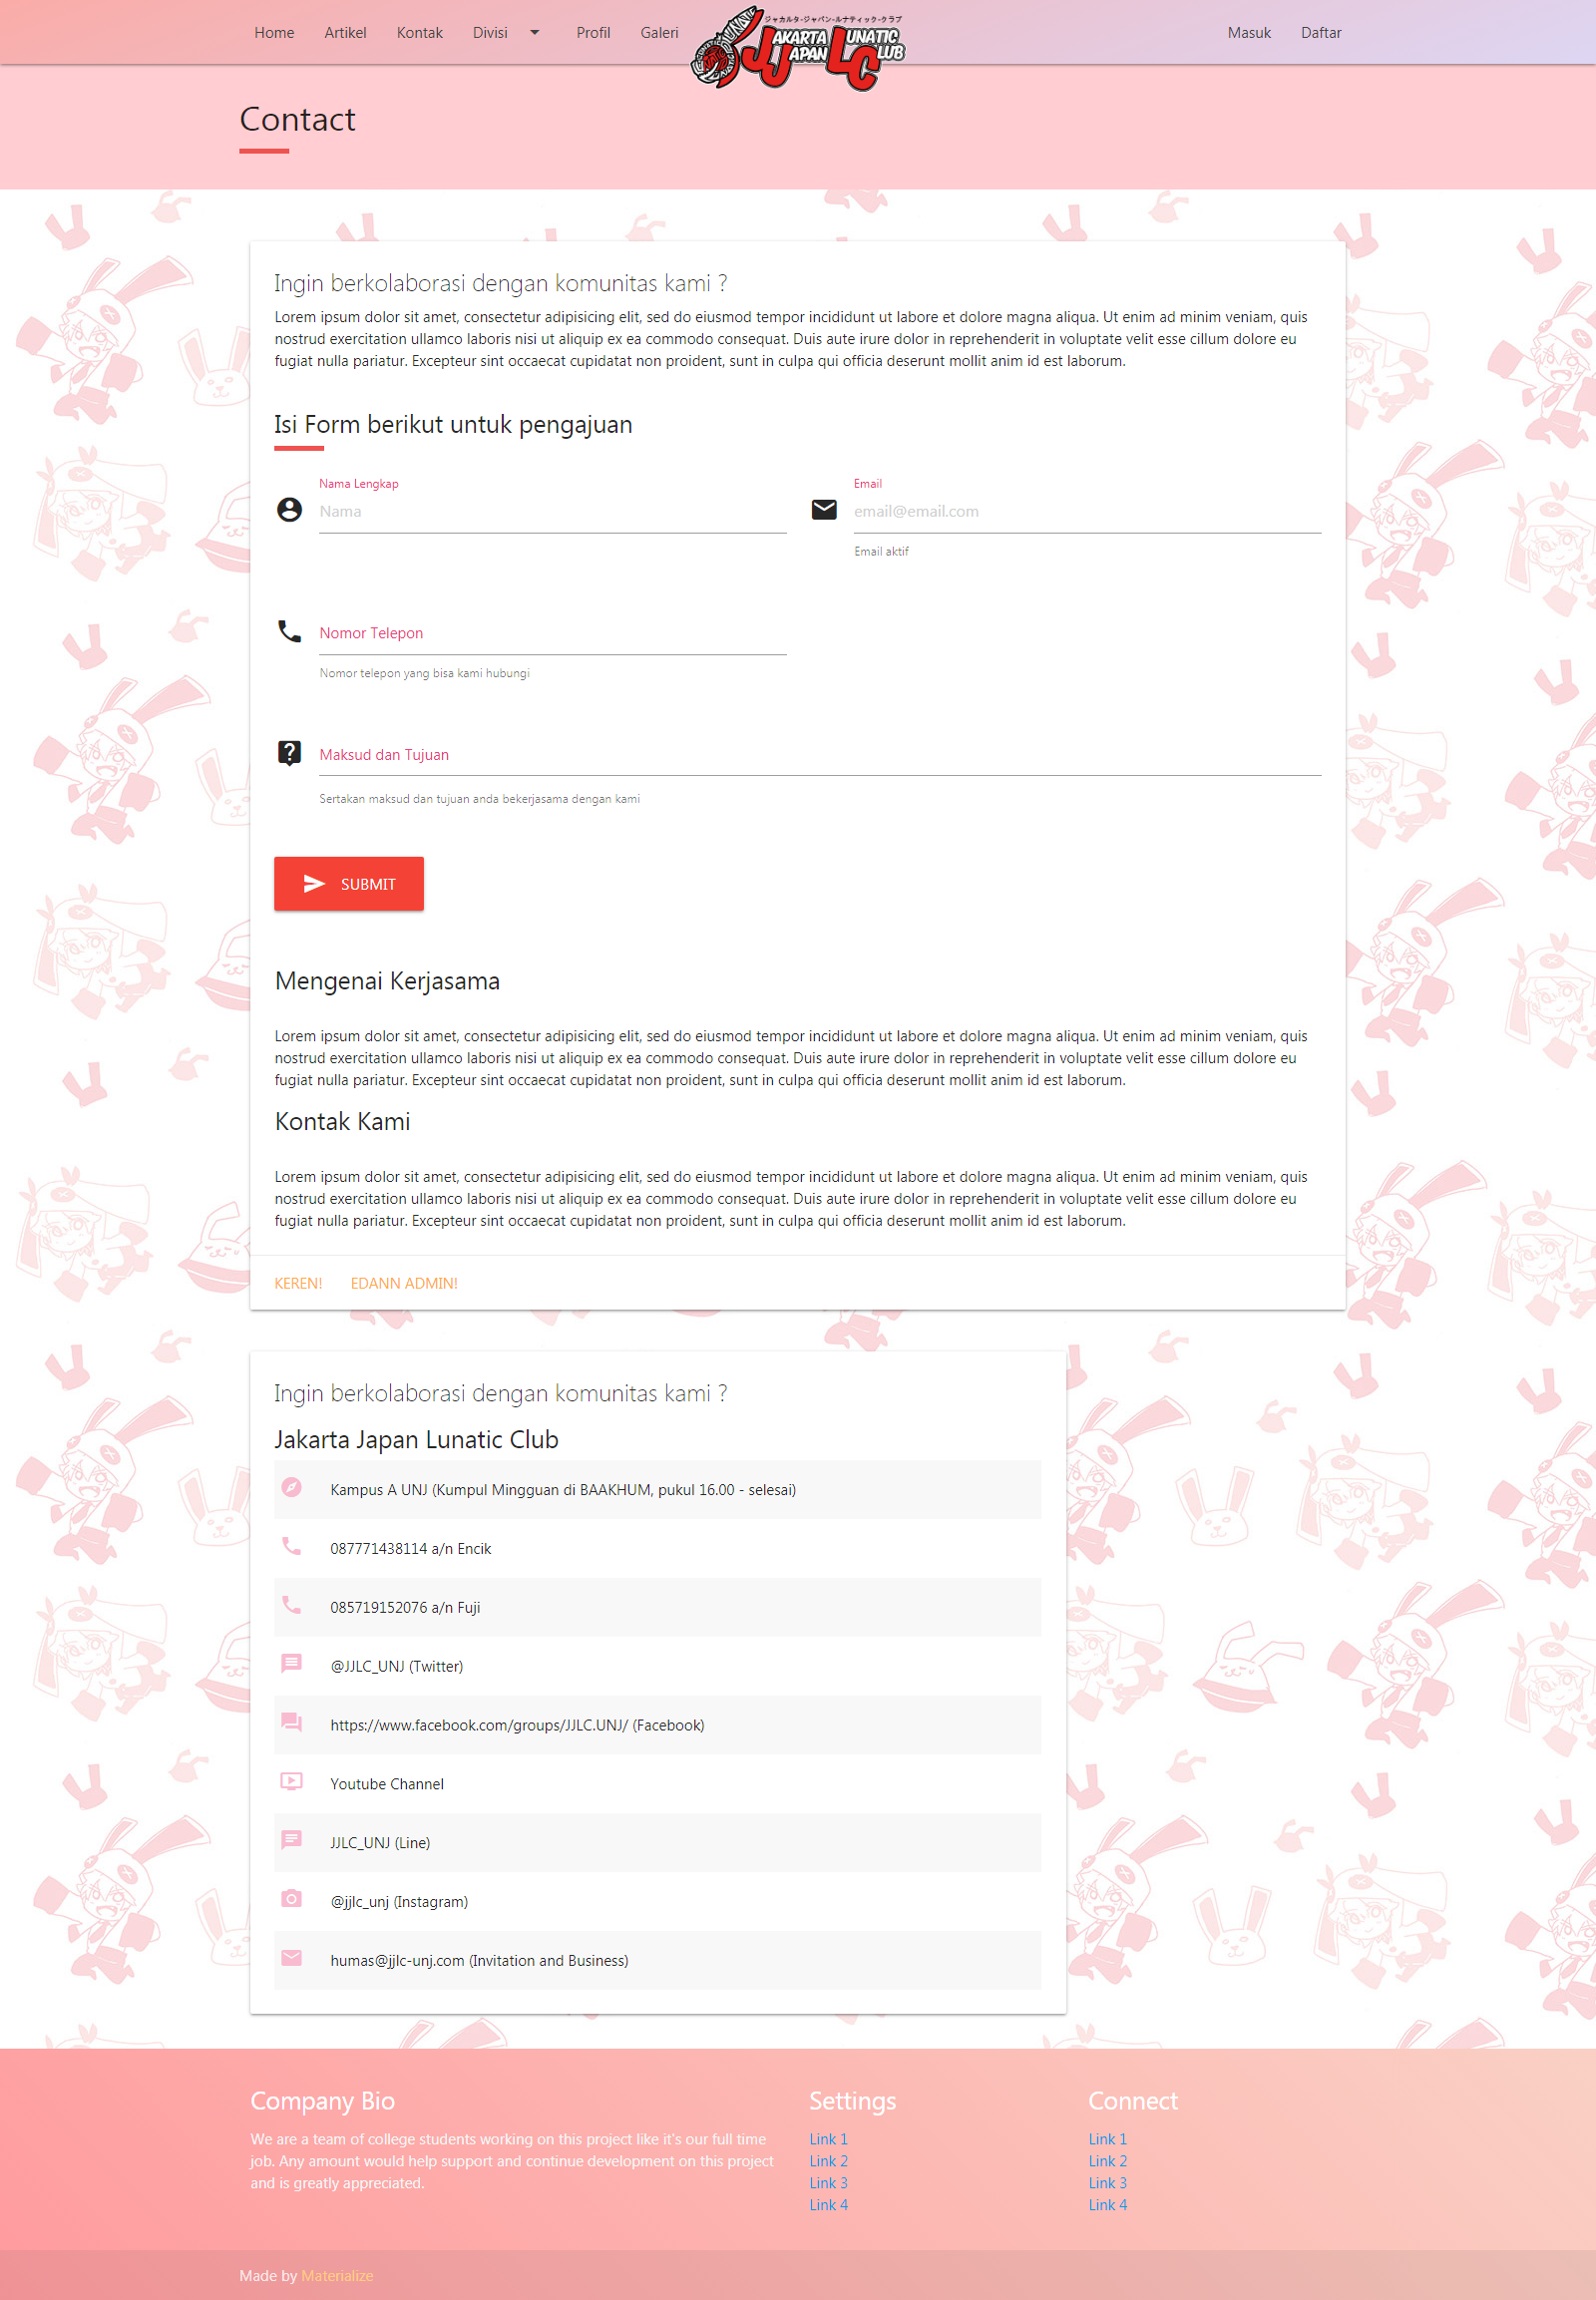 Home Artikel Kontak Divisi Profil Galeri
ジャカルタ-ジャパン-ルナティック-クラブ
JAKARTA LUNATIC
JAPAN CLUB
Masuk Daftar
Contact
Ingin berkolaborasi dengan komunitas kami ?
Lorem ipsum dolor sit amet, consectetur adipisicing elit, sed do eiusmod tempor incididunt ut labore et dolore magna aliqua. Ut enim ad minim veniam, quis
nostrud exercitation ullamco laboris nisi ut aliquip ex ea commodo consequat. Duis aute irure dolor in reprehenderit in voluptate velit esse cillum dolore eu
fugiat nulla pariatur. Excepteur sint occaecat cupidatat non proident, sunt in culpa qui officia deserunt mollit anim id est laborum.
Isi Form berikut untuk pengajuan
Nama Lengkap
Nama
Email
email@email.com
Email aktif
Nomor Telepon
Nomor telepon yang bisa kami hubungi
Maksud dan Tujuan
Sertakan maksud dan tujuan anda bekerjasama dengan kami
SUBMIT
Mengenai Kerjasama
Lorem ipsum dolor sit amet, consectetur adipisicing elit, sed do eiusmod tempor incididunt ut labore et dolore magna aliqua. Ut enim ad minim veniam, quis
nostrud exercitation ullamco laboris nisi ut aliquip ex ea commodo consequat. Duis aute irure dolor in reprehenderit in voluptate velit esse cillum dolore eu
fugiat nulla pariatur. Excepteur sint occaecat cupidatat non proident, sunt in culpa qui officia deserunt mollit anim id est laborum.
Kontak Kami
Lorem ipsum dolor sit amet, consectetur adipisicing elit, sed do eiusmod tempor incididunt ut labore et dolore magna aliqua. Ut enim ad minim veniam, quis
nostrud exercitation ullamco laboris nisi ut aliquip ex ea commodo consequat. Duis aute irure dolor in reprehenderit in voluptate velit esse cillum dolore eu
fugiat nulla pariatur. Excepteur sint occaecat cupidatat non proident, sunt in culpa qui officia deserunt mollit anim id est laborum.
KEREN! EDANN ADMIN!
Ingin berkolaborasi dengan komunitas kami ?
Jakarta Japan Lunatic Club
Kampus A UNJ (Kumpul Mingguan di BAAKHUM, pukul 16.00 - selesai)
087771438114 a/n Encik
085719152076 a/n Fuji
@JJLC_UNJ (Twitter)
https://www.facebook.com/groups/JJLC.UNJ/ (Facebook)
Youtube Channel
JJLC_UNJ (Line)
@jjlc_unj (Instagram)
humas@jjlc-unj.com (Invitation and Business)
Company Bio
We are a team of college students working on this project like it's our full time
job. Any amount would help support and continue development on this project
and is greatly appreciated.
Settings
Link 1
Link 2
Link 3
Link 4
Connect
Link 1
Link 2
Link 3
Link 4
Made by Materialize